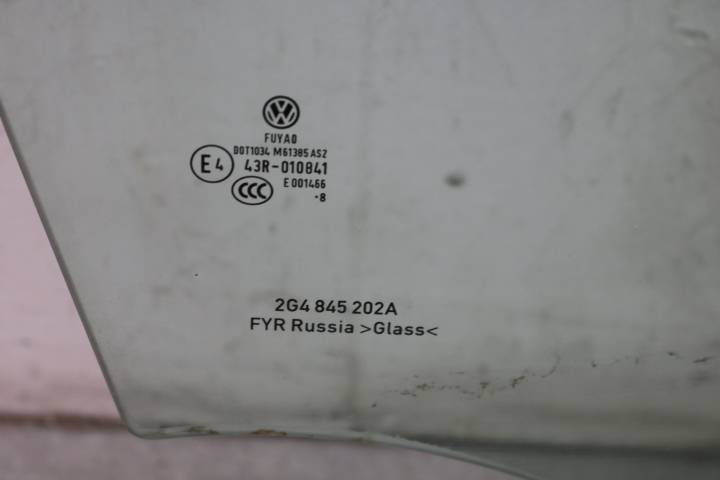 FUYAO
DOT1034 M61385 AS2
E4
43R-010841
CCC
E 001466
-8
2G4 845 202A
FYR Russia >Glass<